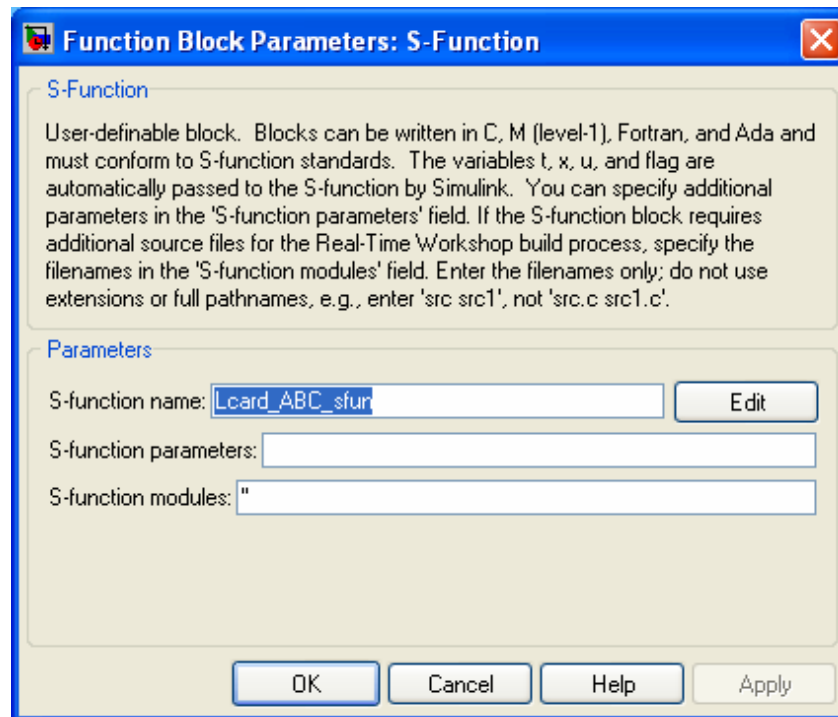 Function Block Parameters: S-Function
S-Function
User-definable block.  Blocks can be written in C, M (level-1), Fortran, and Ada and
must conform to S-function standards.  The variables t, x, u, and flag are
automatically passed to the S-function by Simulink.  You can specify additional
parameters in the 'S-function parameters' field. If the S-function block requires
additional source files for the Real-Time Workshop build process, specify the
filenames in the 'S-function modules' field. Enter the filenames only; do not use
extensions or full pathnames, e.g., enter 'src src1', not 'src.c src1.c'.
Parameters
S-function name: Lcard_ABC_sfun Edit
S-function parameters:
S-function modules: ''
OK Cancel Help Apply